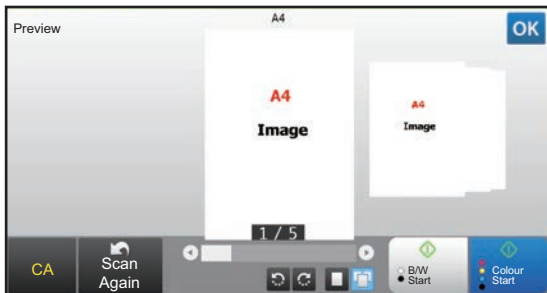 Preview
A4
OK
A4
Image
A4
Image
1 / 5
CA
Scan
Again
B/W
Start
Colour
Start